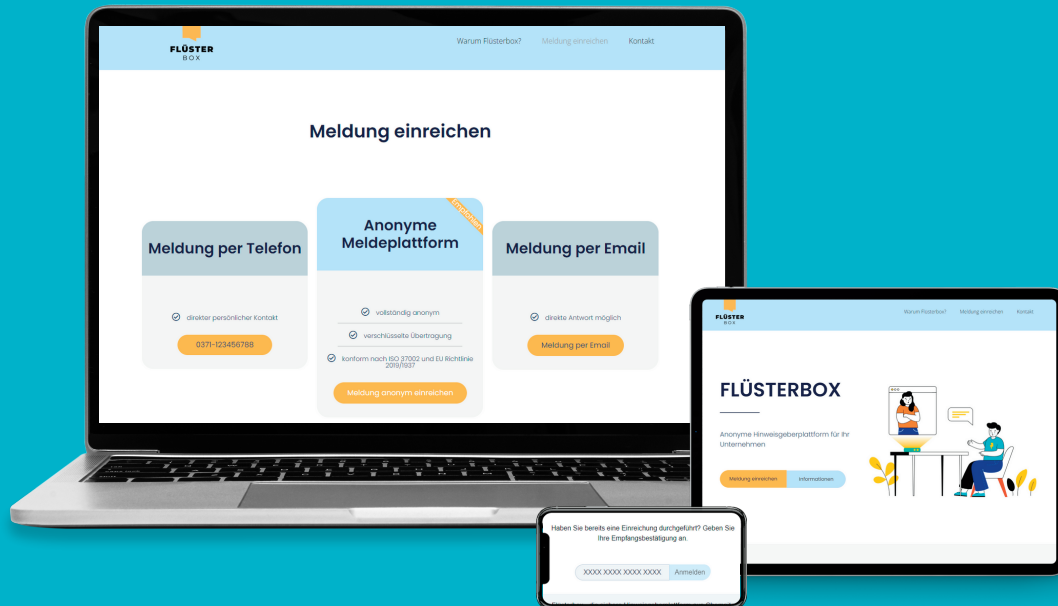 FLÜSTER
BOX
Warum Flüsterbox?
Meldung einreichen
Kontakt
Meldung einreichen
Meldung per Telefon
direkter persönlicher Kontakt
0371-123456788
Empfohlen
Anonyme
Meldeplattform
vollständig anonym
verschlüsselte Übertragung
konform nach ISO 37002 und EU Richtlinie
2019/1937
Meldung anonym einreichen
Meldung per Email
direkte Antwort möglich
Meldung per Email
FLÜSTER
BOX
Warum Flüsterbox?
Meldung einreichen
Kontakt
FLÜSTERBOX
Anonyme Hinweisgeberplattform für Ihr
Unternehmen
Meldung einreichen
Informationen
Haben Sie bereits eine Einreichung durchgeführt? Geben Sie
Ihre Empfangsbestätigung an.
XXXX XXXX XXXX XXXX
Anmelden